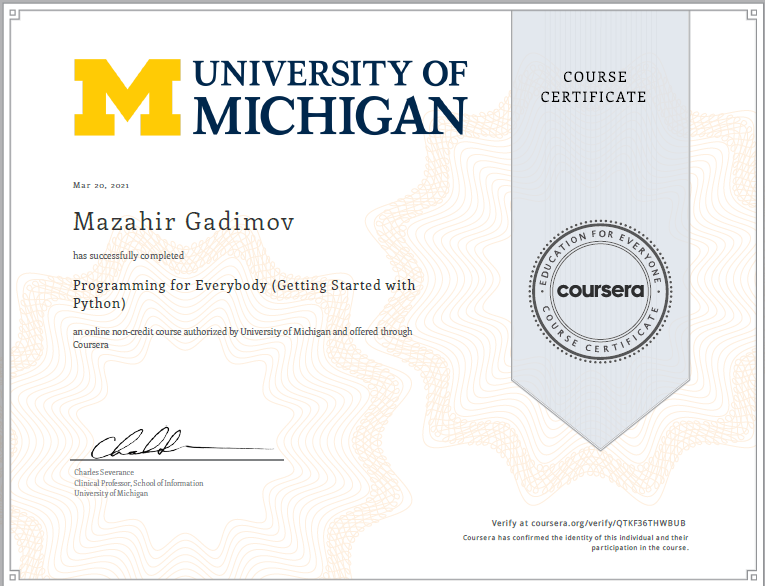 UNIVERSITY OF
MICHIGAN
COURSE
CERTIFICATE
Mar 20, 2021
Mazahir Gadimov
has successfully completed
Programming for Everybody (Getting Started with
Python)
an online non-credit course authorized by University of Michigan and offered through
Coursera
EDUCATION FOR EVERYONE
coursera
COURSE CERTIFICATE
Charles Severance
Clinical Professor, School of Information
University of Michigan
Verify at coursera.org/verify/QTKF36THWBUB
Coursera has confirmed the identity of this individual and their
participation in the course.